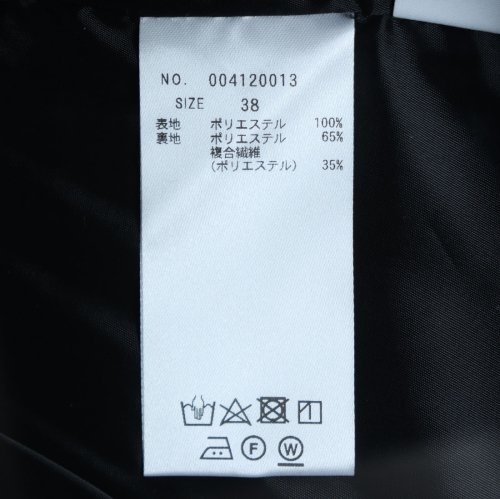 NO. 004120013
SIZE 38
表地 ポリエステル 100%
裏地 ポリエステル 65%
複合繊維
(ポリエステル) 35%
F W